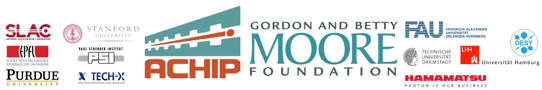 SLAC
NATIONAL ACCELERATOR LABORATORY
STANFORD
UNIVERSITY
EPFL
ÉCOLE POLYTECHNIQUE
FÉDÉRALE DE LAUSANNE
PAUL SCHERRER INSTITUT
PSI
PURDUE
UNIVERSITY
TECH-X
ACHIP
GORDON AND BETTY
MOORE
FOUNDATION
FAU
FRIEDRICH-ALEXANDER
UNIVERSITÄT
ERLANGEN-NÜRNBERG
TECHNISCHE
UNIVERSITÄT
DARMSTADT
UH
Universität Hamburg
DESY
HAMAMATSU
PHOTON IS OUR BUSINESS